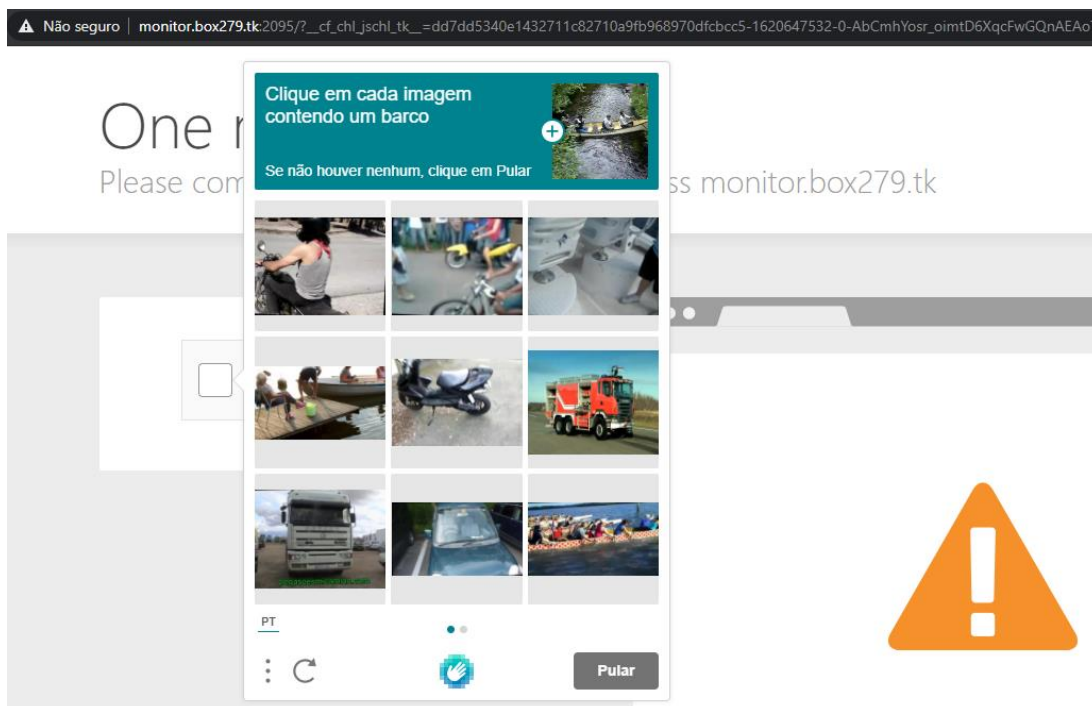 Não seguro | monitor.box279.tk:2095/?__cf_chl_jschl_tk__=dd7dd5340e1432711c82710a9fb968970dfcbcc5-1620647532-0-AbCmhYosr_oimtD6XqcFwGQnAEAo
Clique em cada imagem
contendo um barco
Se não houver nenhum, clique em Pular
One
Please com
ss monitor.box279.tk
PT
Pular